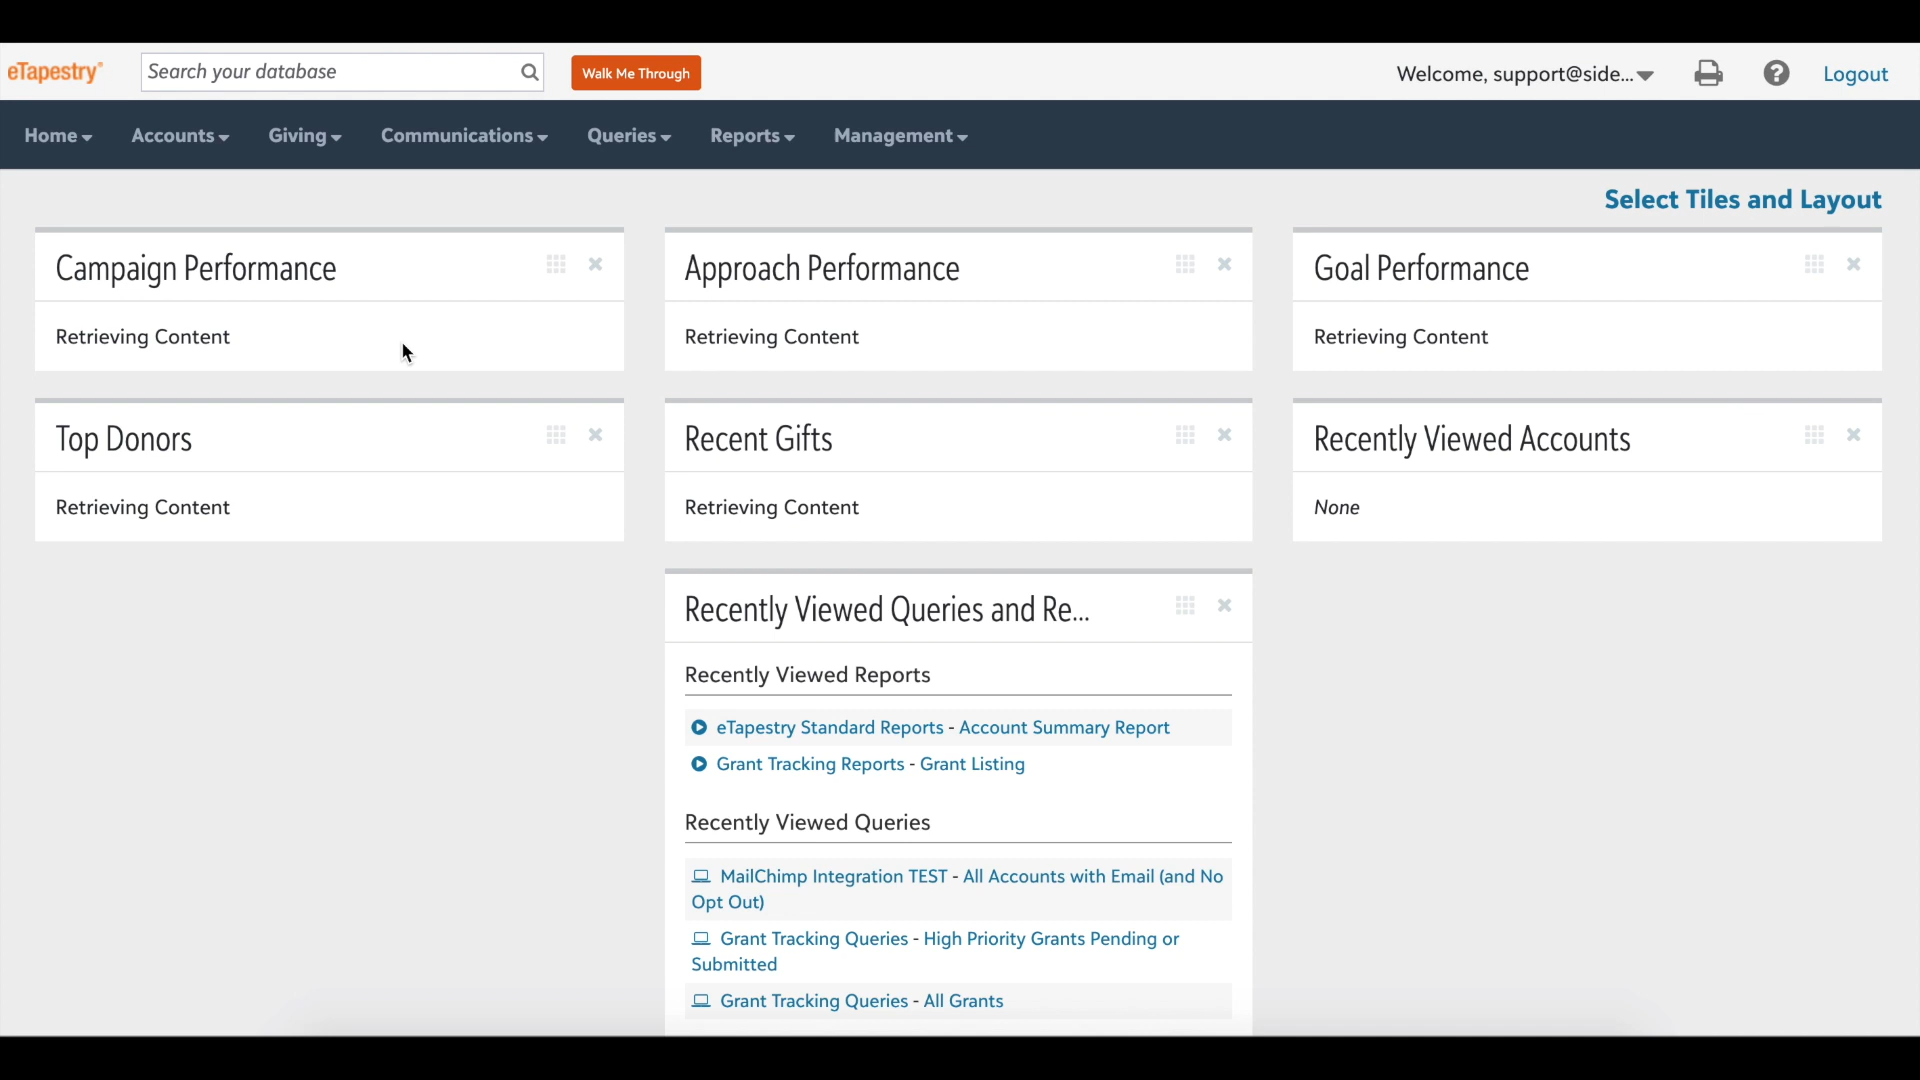 eTapestry®
Search your database
Walk Me Through
Welcome, support@side...
Logout
Home
Accounts
Giving
Communications
Queries
Reports
Management
Select Tiles and Layout
Campaign Performance
Retrieving Content
Approach Performance
Retrieving Content
Goal Performance
Retrieving Content
Top Donors
Retrieving Content
Recent Gifts
Retrieving Content
Recently Viewed Accounts
None
Recently Viewed Queries and Re...
Recently Viewed Reports
eTapestry Standard Reports - Account Summary Report
Grant Tracking Reports - Grant Listing
Recently Viewed Queries
MailChimp Integration TEST - All Accounts with Email (and No
Opt Out)
Grant Tracking Queries - High Priority Grants Pending or
Submitted
Grant Tracking Queries - All Grants